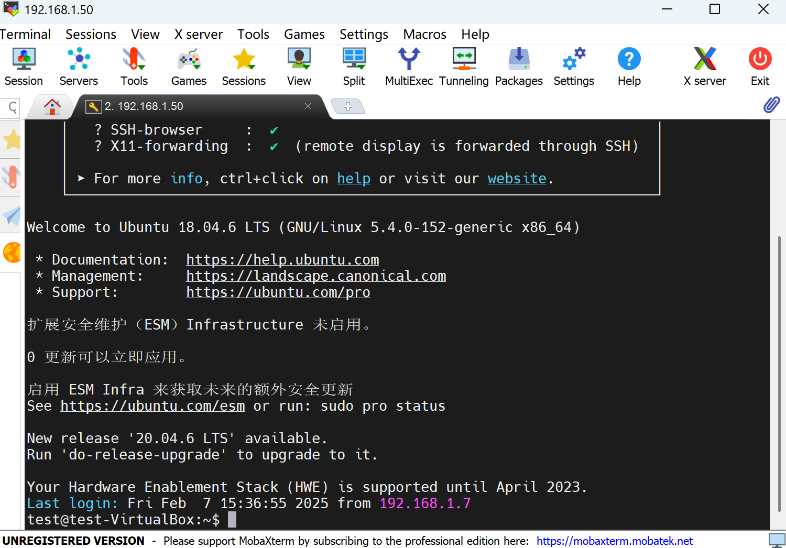 192.168.1.50
Terminal Sessions View X server Tools Games Settings Macros Help
Session Servers Tools Games Sessions View Split MultiExec Tunneling Packages Settings Help X server Exit
2. 192.168.1.50
? SSH-browser : ✔
? X11-forwarding : ✔ (remote display is forwarded through SSH)
➤ For more info, ctrl+click on help or visit our website.
Welcome to Ubuntu 18.04.6 LTS (GNU/Linux 5.4.0-152-generic x86_64)
* Documentation: https://help.ubuntu.com
* Management: https://landscape.canonical.com
* Support: https://ubuntu.com/pro
扩展安全维护（ESM）Infrastructure 未启用。
0 更新可以立即应用。
启用 ESM Infra 来获取未来的额外安全更新
See https://ubuntu.com/esm or run: sudo pro status
New release '20.04.6 LTS' available.
Run 'do-release-upgrade' to upgrade to it.
Your Hardware Enablement Stack (HWE) is supported until April 2023.
Last login: Fri Feb  7 15:36:55 2025 from 192.168.1.7
test@test-VirtualBox:~$
UNREGISTERED VERSION - Please support MobaXterm by subscribing to the professional edition here: https://mobaxterm.mobatek.net